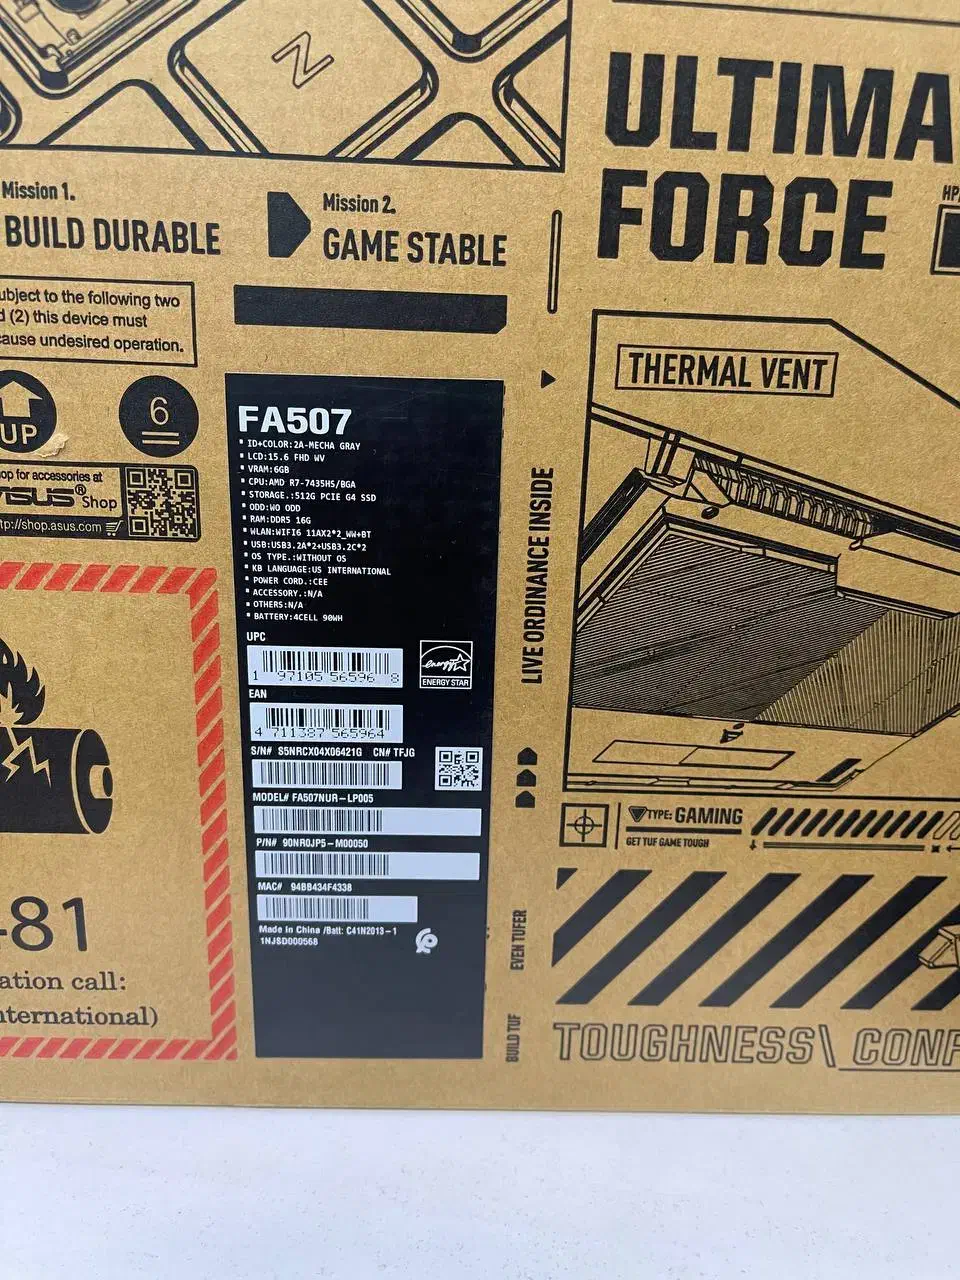 Z
ULTIMA
FORCE
HP
Mission 1.
BUILD DURABLE
Mission 2.
GAME STABLE
ubject to the following two
d (2) this device must
cause undesired operation.
UP
6
op for accessories at
ASUS® Shop
tp://shop.asus.com
THERMAL VENT
FA507
ID+COLOR:2A-MECHA GRAY
LCD:15.6 FHD WV
VRAM:6GB
CPU:AMD R7-7435HS/BGA
STORAGE.:512G PCIE G4 SSD
ODD:WO ODD
RAM:DDR5 16G
WLAN:WIFI6 11AX2*2_WW+BT
USB:USB3.2A*2+USB3.2C*2
OS TYPE.:WITHOUT OS
KB LANGUAGE:US INTERNATIONAL
POWER CORD.:CEE
ACCESSORY.:N/A
OTHERS:N/A
BATTERY:4CELL 90WH
UPC
1 97105 56596 8
energy
ENERGY STAR
EAN
4 711387 565964
S/N# S5NRCX04X06421G CN# TFJG
MODEL# FA507NUR-LP005
P/N# 90NR0JP5-M00050
MAC# 94BB434F4338
Made in China /Batt: C41N2013-1
1NJSD000568
LIVE ORDINANCE INSIDE
TYPE: GAMING
GET TUF GAME TOUGH
EVEN TUFER
BUILD TUF
TOUGHNESS\ CONF
481
ation call:
nternational)